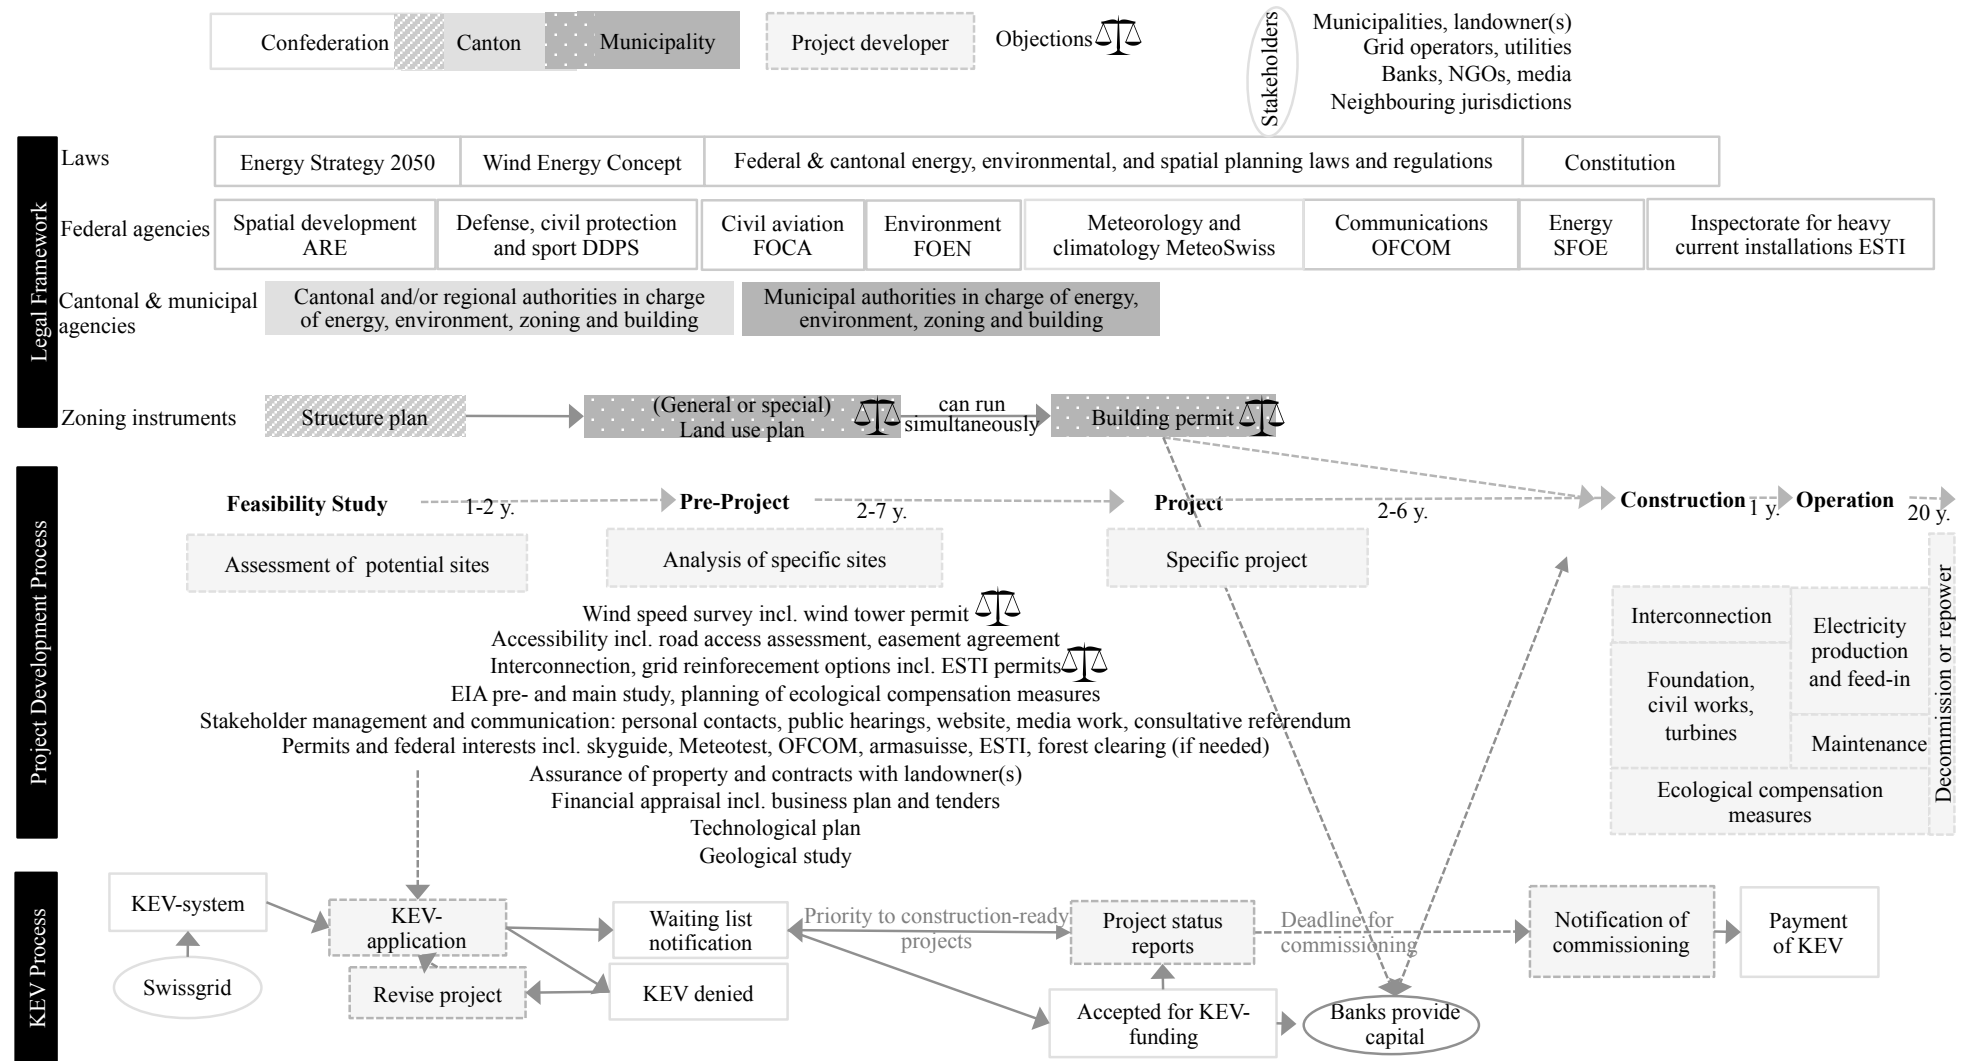 Confederation
Canton
Municipality
Project developer
Objections
Stakeholders
Municipalities, landowner(s)
Grid operators, utilities
Banks, NGOs, media
Neighbouring jurisdictions
Legal Framework
Laws
Energy Strategy 2050
Wind Energy Concept
Federal & cantonal energy, environmental, and spatial planning laws and regulations
Constitution
Federal agencies
Spatial development
ARE
Defense, civil protection
and sport DDPS
Civil aviation
FOCA
Environment
FOEN
Meteorology and
climatology MeteoSwiss
Communications
OFCOM
Energy
SFOE
Inspectorate for heavy
current installations ESTI
Cantonal & municipal
agencies
Cantonal and/or regional authorities in charge
of energy, environment, zoning and building
Municipal authorities in charge of energy,
environment, zoning and building
Zoning instruments
Structure plan
(General or special)
Land use plan
can run
simultaneously
Building permit
Project Development Process
Feasibility Study
1-2 y.
Pre-Project
2-7 y.
Project
2-6 y.
Construction
1 y.
Operation
20 y.
Assessment of potential sites
Analysis of specific sites
Specific project
Wind speed survey incl. wind tower permit
Accessibility incl. road access assessment, easement agreement
Interconnection, grid reinforecement options incl. ESTI permits
EIA pre- and main study, planning of ecological compensation measures
Stakeholder management and communication: personal contacts, public hearings, website, media work, consultative referendum
Permits and federal interests incl. skyguide, Meteotest, OFCOM, armasuisse, ESTI, forest clearing (if needed)
Assurance of property and contracts with landowner(s)
Financial appraisal incl. business plan and tenders
Technological plan
Geological study
Interconnection
Foundation,
civil works,
turbines
Electricity
production
and feed-in
Maintenance
Ecological compensation
measures
Decommission or repower
KEV Process
KEV-system
Swissgrid
KEV-
application
Revise project
Waiting list
notification
KEV denied
Priority to construction-ready
projects
Project status
reports
Accepted for KEV-
funding
Deadline for
commissioning
Banks provide
capital
Notification of
commissioning
Payment
of KEV